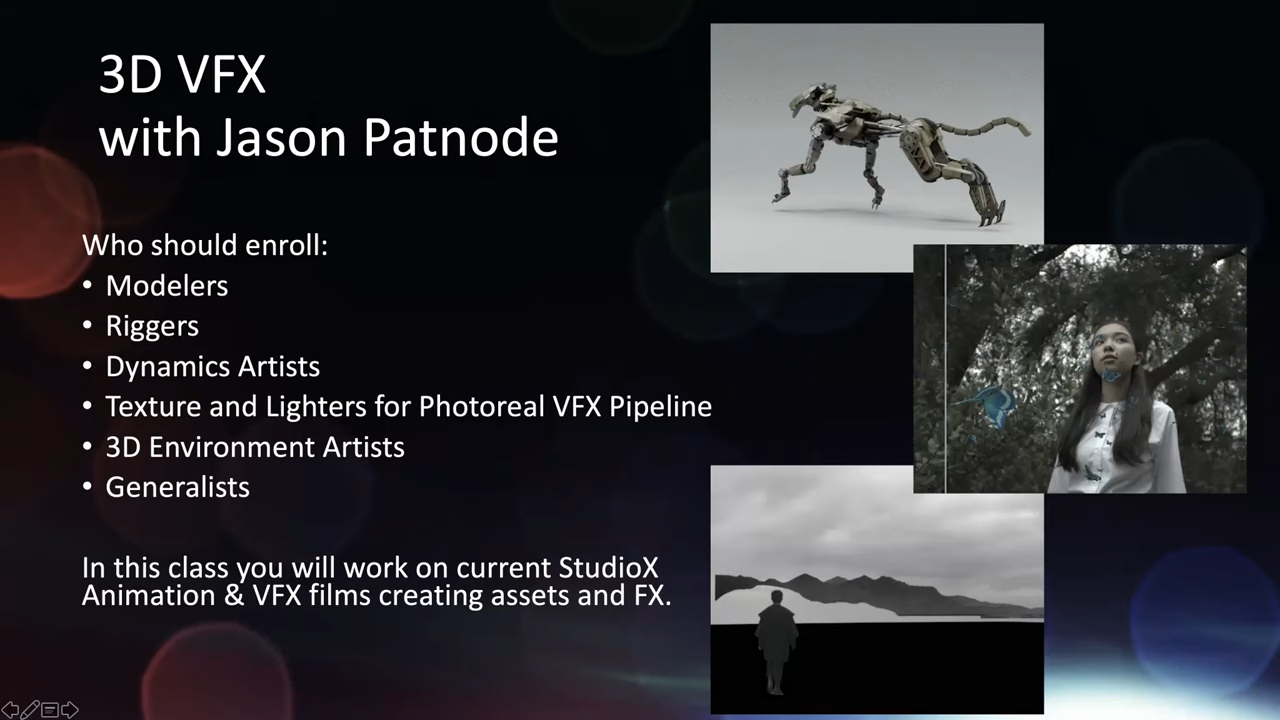 3D VFX
with Jason Patnode
Who should enroll:
• Modelers
• Riggers
• Dynamics Artists
• Texture and Lighters for Photoreal VFX Pipeline
• 3D Environment Artists
• Generalists
In this class you will work on current StudioX
Animation & VFX films creating assets and FX.